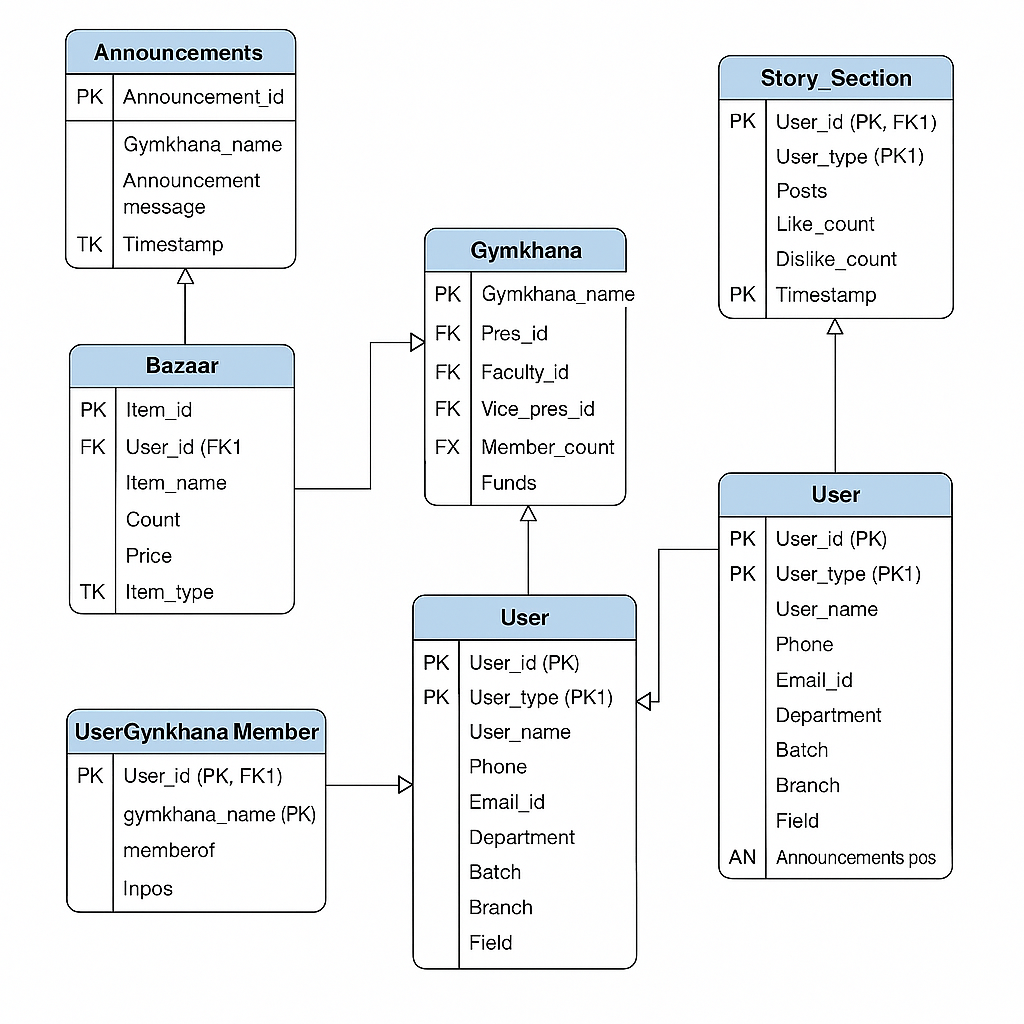 Announcements
PK Announcement_id
Gymkhana_name
Announcement
message
TK Timestamp
Story_Section
PK User_id (PK, FK1)
User_type (PK1)
Posts
Like_count
Dislike_count
PK Timestamp
Gymkhana
PK Gymkhana_name
FK Pres_id
FK Faculty_id
FK Vice_pres_id
FX Member_count
Funds
Bazaar
PK Item_id
FK User_id (FK1
Item_name
Count
Price
TK Item_type
User
PK User_id (PK)
PK User_type (PK1)
User_name
Phone
Email_id
Department
Batch
Branch
Field
AN Announcements pos
User
PK User_id (PK)
PK User_type (PK1)
User_name
Phone
Email_id
Department
Batch
Branch
Field
UserGynkhana Member
PK User_id (PK, FK1)
gymkhana_name (PK)
memberof
Inpos